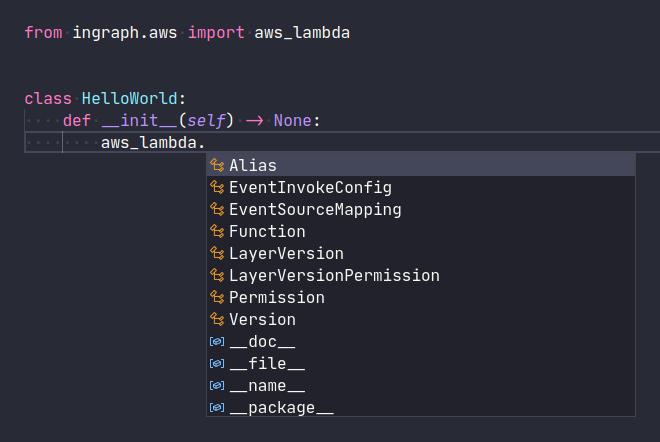 from ingraph.aws import aws_lambda
class HelloWorld:
def __init__(self) -> None:
aws_lambda.
Alias
EventInvokeConfig
EventSourceMapping
Function
LayerVersion
LayerVersionPermission
Permission
Version
__doc__
__file__
__name__
__package__